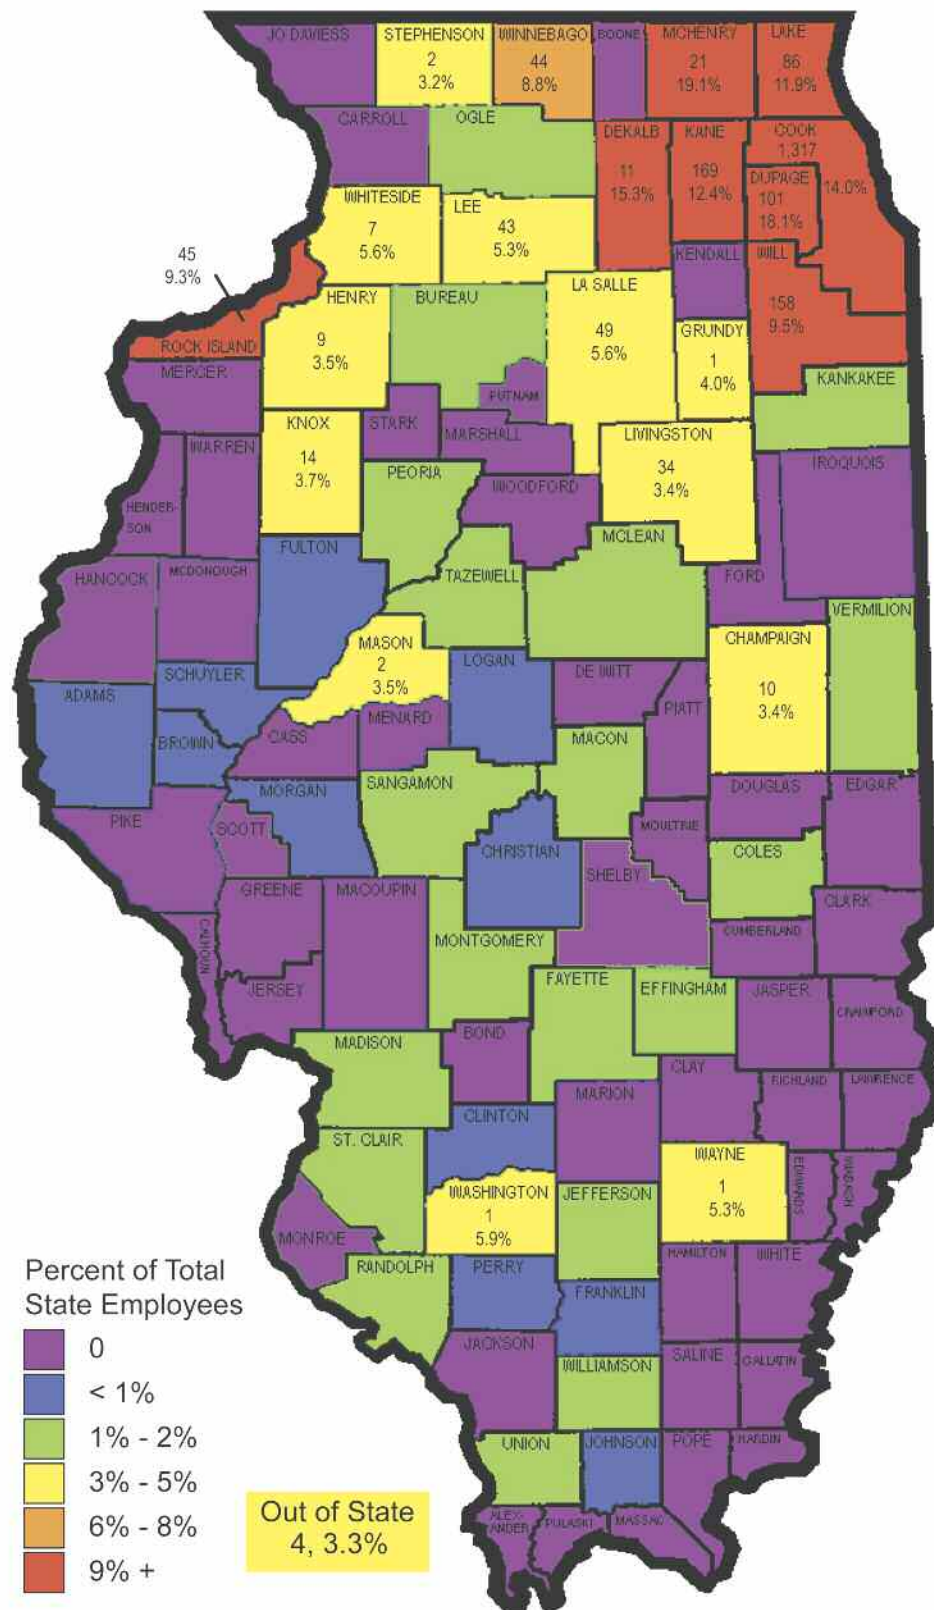 JO DAVIESS
STEPHENSON
2
3.2%
WINNEBAGO
44
8.8%
BOONE
MCHENRY
21
19.1%
LAKE
86
11.9%
CARROLL
OGLE
DEKALB
11
15.3%
KANE
169
12.4%
COOK
1,317
14.0%
DUPAGE
101
18.1%
WHITESIDE
7
5.6%
LEE
43
5.3%
KENDALL
WILL
158
9.5%
45
9.3%
ROCK ISLAND
HENRY
9
3.5%
BUREAU
LA SALLE
49
5.6%
GRUNDY
1
4.0%
MERCER
PUTNAM
KANKAKEE
KNOX
14
3.7%
STARK
MARSHALL
LIVINGSTON
34
3.4%
WARREN
HENDER-
SON
PEORIA
WOODFORD
IROQUOIS
FULTON
TAZEWELL
MCLEAN
FORD
HANCOCK
MCDONOUGH
VERMILION
MASON
2
3.5%
LOGAN
DE WITT
CHAMPAIGN
10
3.4%
ADAMS
SCHUYLER
BROWN
CASS
MENARD
PIATT
MACON
SANGAMON
MORGAN
DOUGLAS
EDGAR
PIKE
SCOTT
CHRISTIAN
MOULTRIE
COLES
SHELBY
GREENE
MACOUPIN
CLARK
CALHOUN
MONTGOMERY
CUMBERLAND
JERSEY
FAYETTE
EFFINGHAM
JASPER
CRAWFORD
MADISON
BOND
CLAY
RICHLAND
LAWRENCE
MARION
CLINTON
ST. CLAIR
WAYNE
1
5.3%
EDWARDS
WABASH
WASHINGTON
1
5.9%
JEFFERSON
MONROE
RANDOLPH
PERRY
HAMILTON
WHITE
FRANKLIN
JACKSON
WILLIAMSON
SALINE
GALLATIN
UNION
JOHNSON
POPE
HARDIN
ALEX-
ANDER
PULASKI
MASSAC
Percent of Total
State Employees
0
< 1%
1% - 2%
3% - 5%
6% - 8%
9% +
Out of State
4, 3.3%